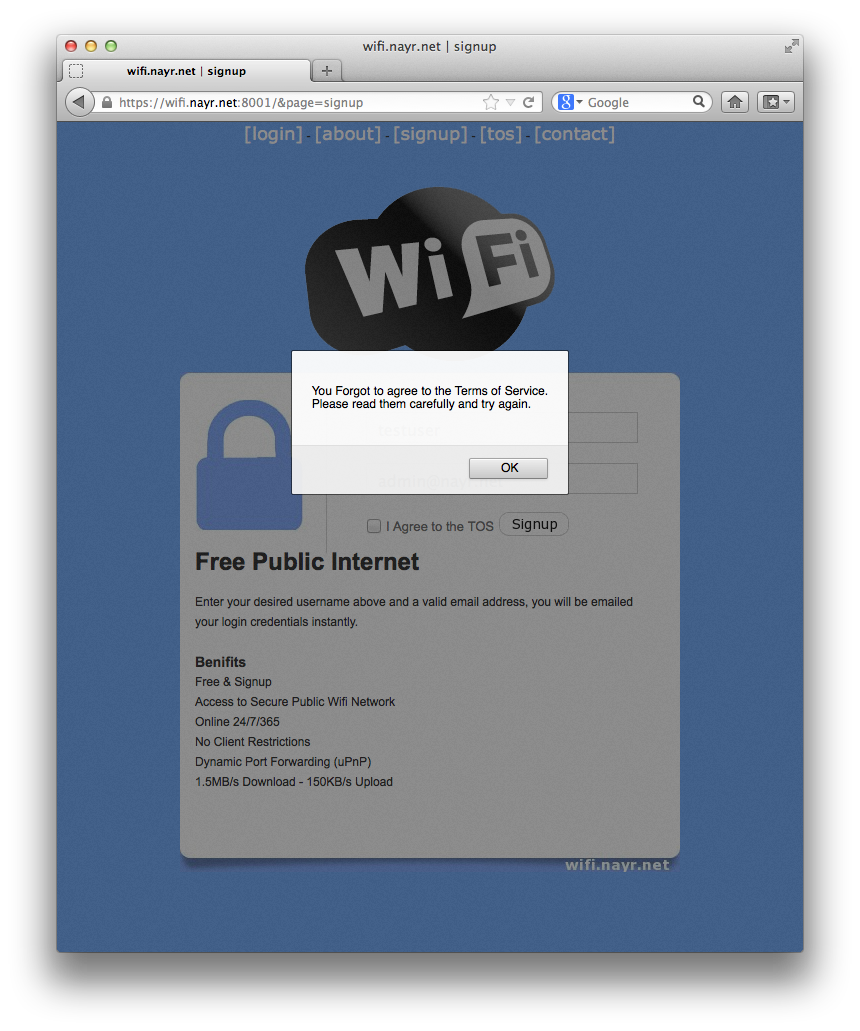 wifi.nayr.net | signup
wifi.nayr.net | signup
https://wifi.nayr.net:8001/&page=signup
8 Google
[login] - [about] - [signup] - [tos] - [contact]
Wi Fi
You Forgot to agree to the Terms of Service.
Please read them carefully and try again.
testuser
OK
I Agree to the TOS Signup
Free Public Internet
Enter your desired username above and a valid email address, you will be emailed
your login credentials instantly.
Benifits
Free & Signup
Access to Secure Public Wifi Network
Online 24/7/365
No Client Restrictions
Dynamic Port Forwarding (uPnP)
1.5MB/s Download - 150KB/s Upload
wifi.nayr.net